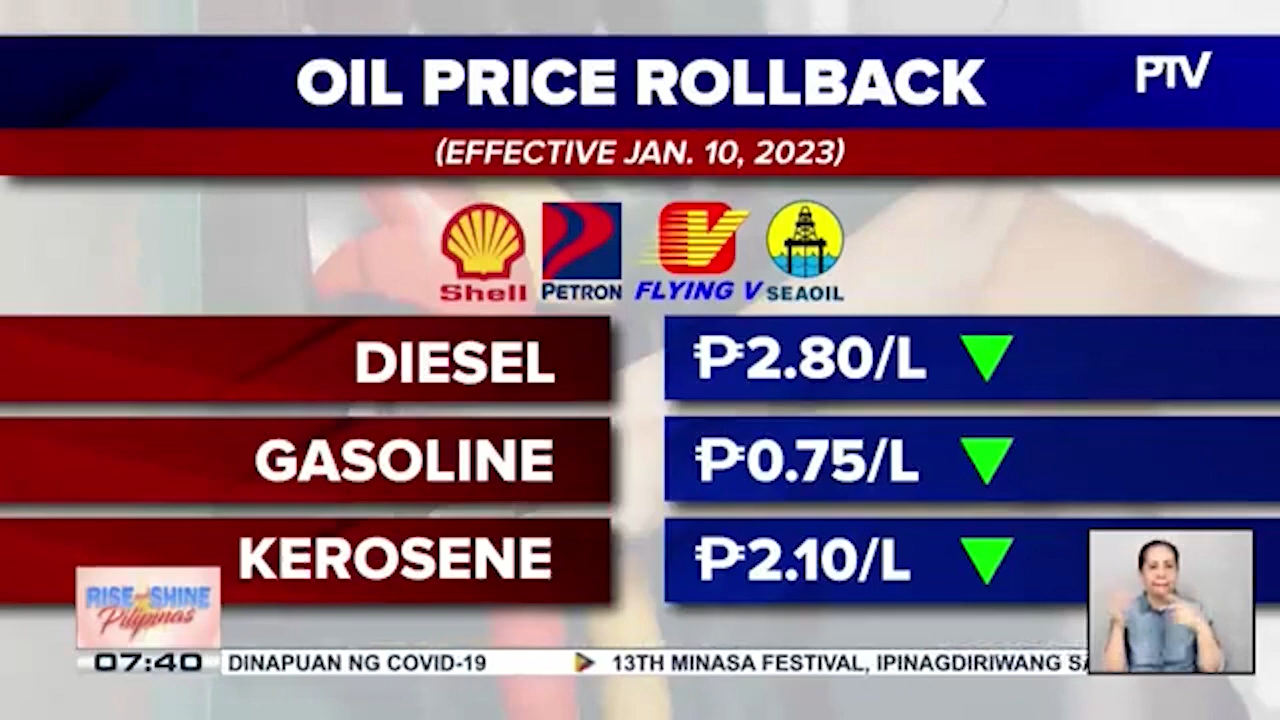 OIL PRICE ROLLBACK
PTV
(EFFECTIVE JAN. 10, 2023)
Shell PETRON FLYING V SEAOIL
DIESEL ₱2.80/L
GASOLINE ₱0.75/L
KEROSENE ₱2.10/L
RISE AND SHINE
Pilipinas
07:40 DINAPUAN NG COVID-19 13TH MINASA FESTIVAL, IPINAGDIRIWANG